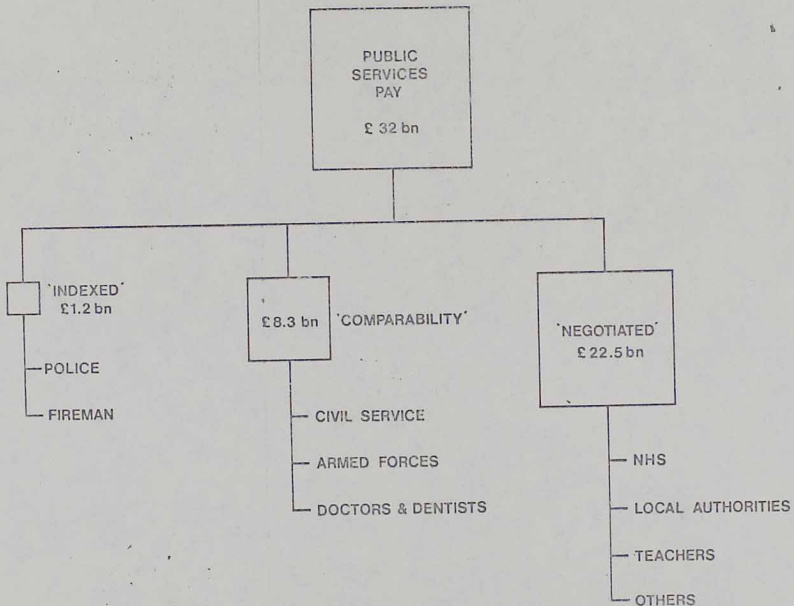 PUBLIC
SERVICES
PAY
£ 32 bn
'INDEXED'
£1.2 bn
POLICE
FIREMAN
£8.3 bn 'COMPARABILITY'
CIVIL SERVICE
ARMED FORCES
DOCTORS & DENTISTS
'NEGOTIATED'
£22.5 bn
NHS
LOCAL AUTHORITIES
TEACHERS
OTHERS